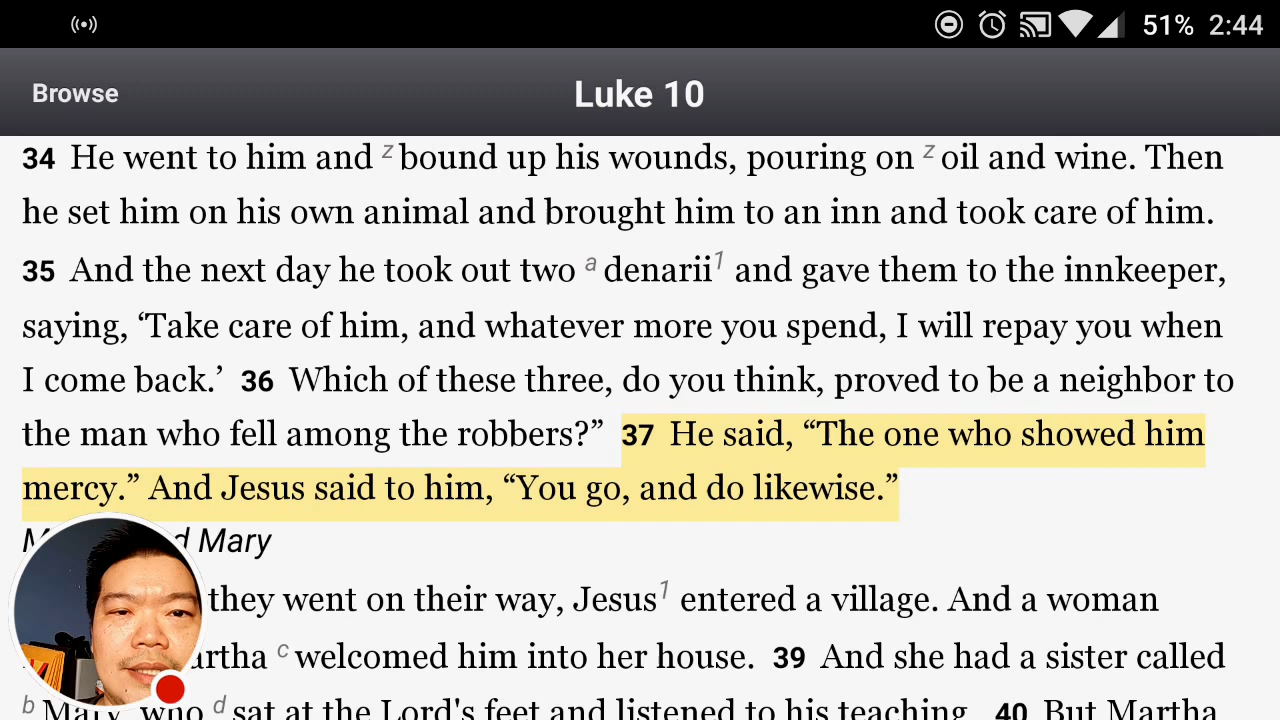 51% 2:44
Browse Luke 10
34 He went to him and z bound up his wounds, pouring on z oil and wine. Then
he set him on his own animal and brought him to an inn and took care of him.
35 And the next day he took out two a denarii1 and gave them to the innkeeper,
saying, ‘Take care of him, and whatever more you spend, I will repay you when
I come back.’ 36 Which of these three, do you think, proved to be a neighbor to
the man who fell among the robbers?” 37 He said, “The one who showed him
mercy.” And Jesus said to him, “You go, and do likewise.”
Mary
they went on their way, Jesus1 entered a village. And a woman
c welcomed him into her house. 39 And she had a sister called
b Mary, who d sat at the Lord's feet and listened to his teaching. 40 But Martha